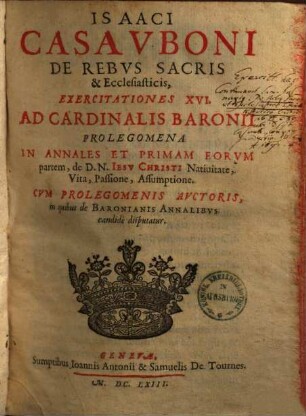 ISAACI
CASAVBONI
DE REBVS SACRIS
& Ecclesiasticis,
EXERCITATIONES XVI.
AD CARDINALIS BARONII
PROLEGOMENA
IN ANNALES ET PRIMAM EORVM
partem, de D. N. IESV CHRISTI Nativitate,
Vita, Passione, Assumptione.
CVM PROLEGOMENIS AVCTORIS,
in quibus de BARONIANIS ANNALIBVS
candidè disputatur.
GENEVÆ,
Sumptibus Ioannis Antonii & Samuelis De Tournes.
M. DC. LXIII.